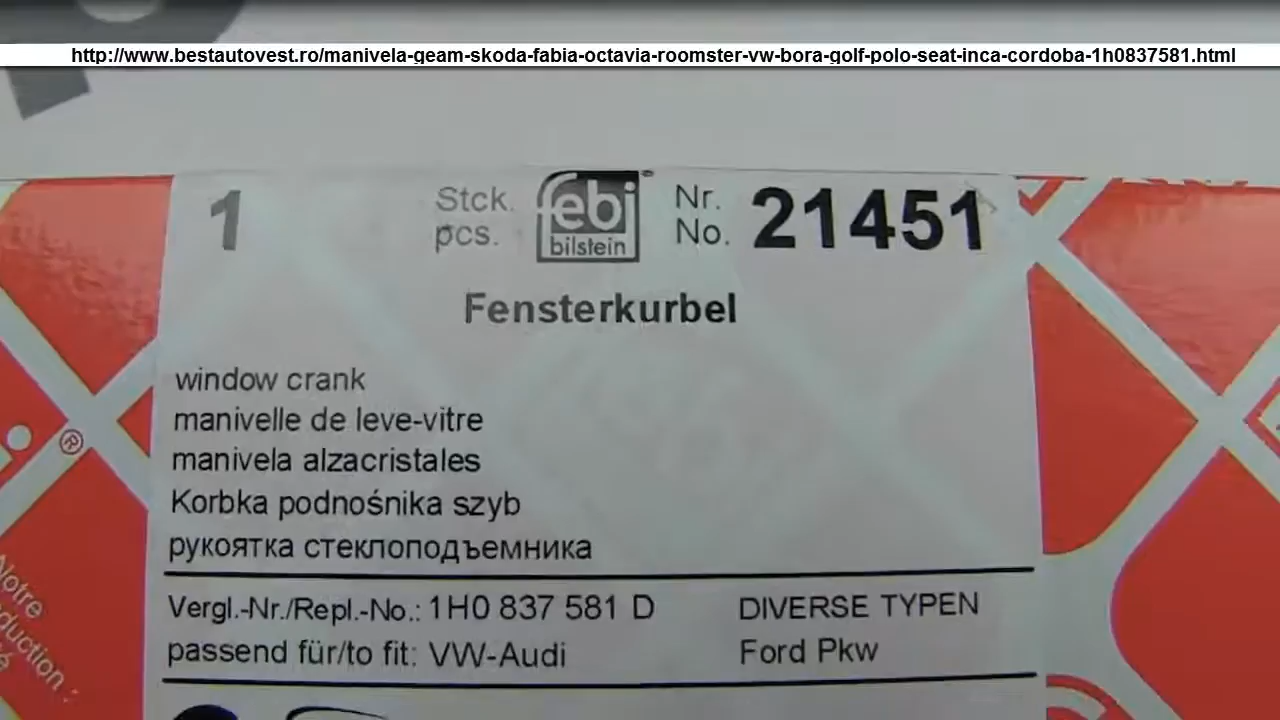 http://www.bestautovest.ro/manivela-geam-skoda-fabia-octavia-roomster-vw-bora-golf-polo-seat-inca-cordoba-1h0837581.html
1 Stck. febi Nr. 21451
pcs. bilstein No.
Fensterkurbel
window crank
manivelle de leve-vitre
manivela alzacristales
Korbka podnośnika szyb
рукоятка стеклоподъемника
Vergl.-Nr./Repl.-No.: 1H0 837 581 D DIVERSE TYPEN
passend für/to fit: VW-Audi Ford Pkw
®
Notre